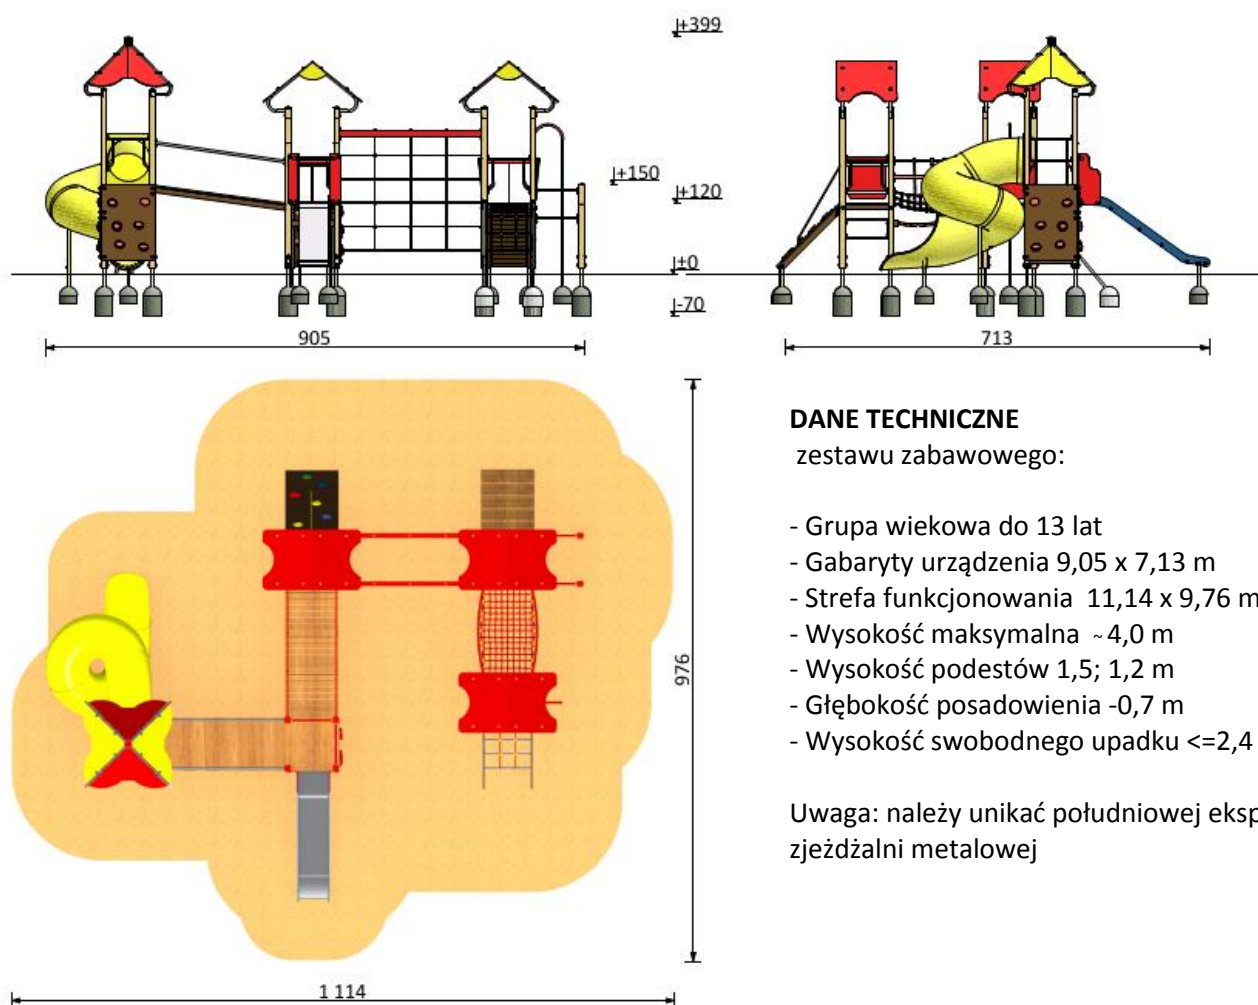 +399
+150
+120
±0
-70
905
713
DANE TECHNICZNE
zestawu zabawowego:
- Grupa wiekowa do 13 lat
- Gabaryty urządzenia 9,05 x 7,13 m
- Strefa funkcjonowania 11,14 x 9,76 m
- Wysokość maksymalna ~4,0 m
- Wysokość podestów 1,5; 1,2 m
- Głębokość posadowienia -0,7 m
- Wysokość swobodnego upadku <=2,4
Uwaga: należy unikać południowej eksp
zjeżdżalni metalowej
976
1 114